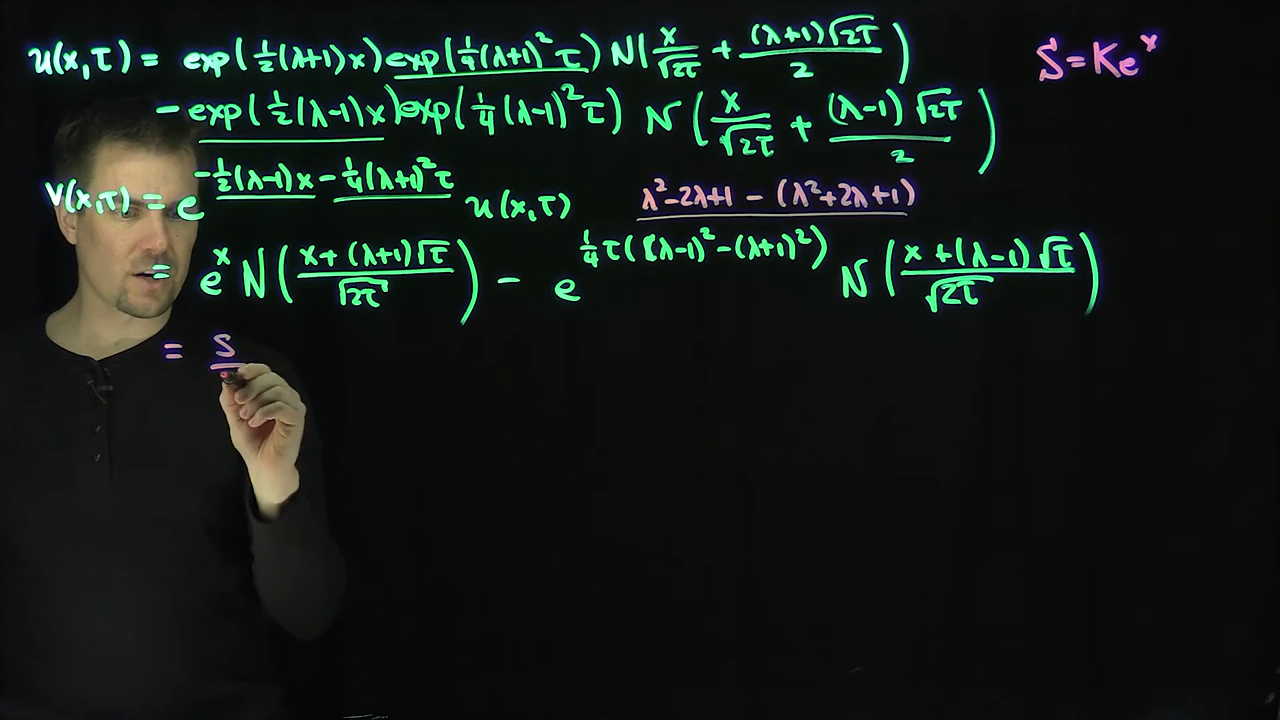 u(x,τ) = exp(½(λ+1)x)exp(¼(λ+1)²τ) N(x/√2τ + (λ+1)√2τ/2) S=Ke^x
-exp(½(λ-1)x)exp(¼(λ-1)²τ) N(x/√2τ + (λ-1)√2τ/2)
V(x,τ) = e^(-½(λ-1)x - ¼(λ+1)²τ) u(x,τ) λ²-2λ+1 - (λ²+2λ+1)
= e^x N((x+(λ+1)√τ)/√2τ) - e^(¼τ((λ-1)²-(λ+1)²)) N((x+(λ-1)√τ)/√2τ)
= S